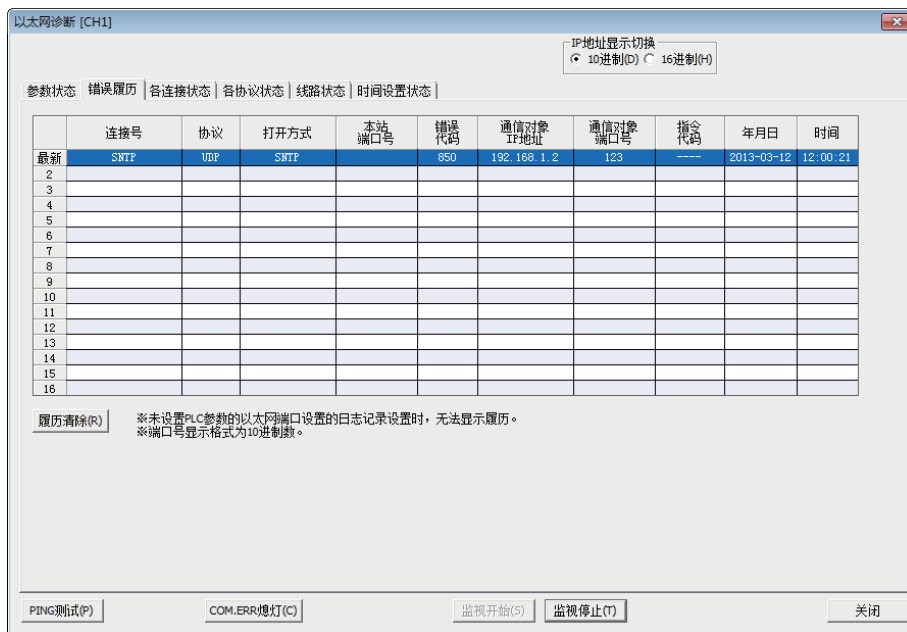 以太网诊断 [CH1]
IP地址显示切换
10进制(D) 16进制(H)
参数状态 错误履历 各连接状态 各协议状态 线路状态 时间设置状态
连接号 协议 打开方式 本站端口号 错误代码 通信对象IP地址 通信对象端口号 指令代码 年月日 时间
最新 SNTP UDP SNTP 850 192.168.1.2 123 ---- 2013-03-12 12:00:21
2
3
4
5
6
7
8
9
10
11
12
13
14
15
16
履历清除(R) ※未设置PLC参数的以太网端口设置的日志记录设置时，无法显示履历。
※端口号显示格式为10进制数。
PING测试(P) COM.ERR熄灯(C) 监视开始(S) 监视停止(T) 关闭